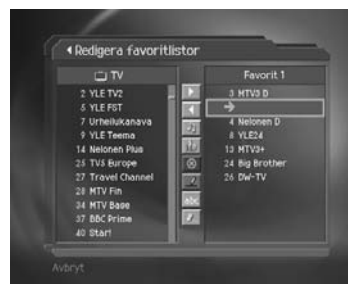 Redigera favoritlistor
TV
2 YLE TV2
5 YLE FST
7 Urheilukanava
9 YLE Teema
14 Nelonen Plus
25 TV5 Europe
27 Travel Channel
28 MTV Fin
34 MTV Base
37 BBC Prime
40 Star!
abc
Favorit 1
3 MTV3 D
4 Nelonen D
8 YLE24
13 MTV3+
24 Big Brother
26 DW-TV
Avbryt